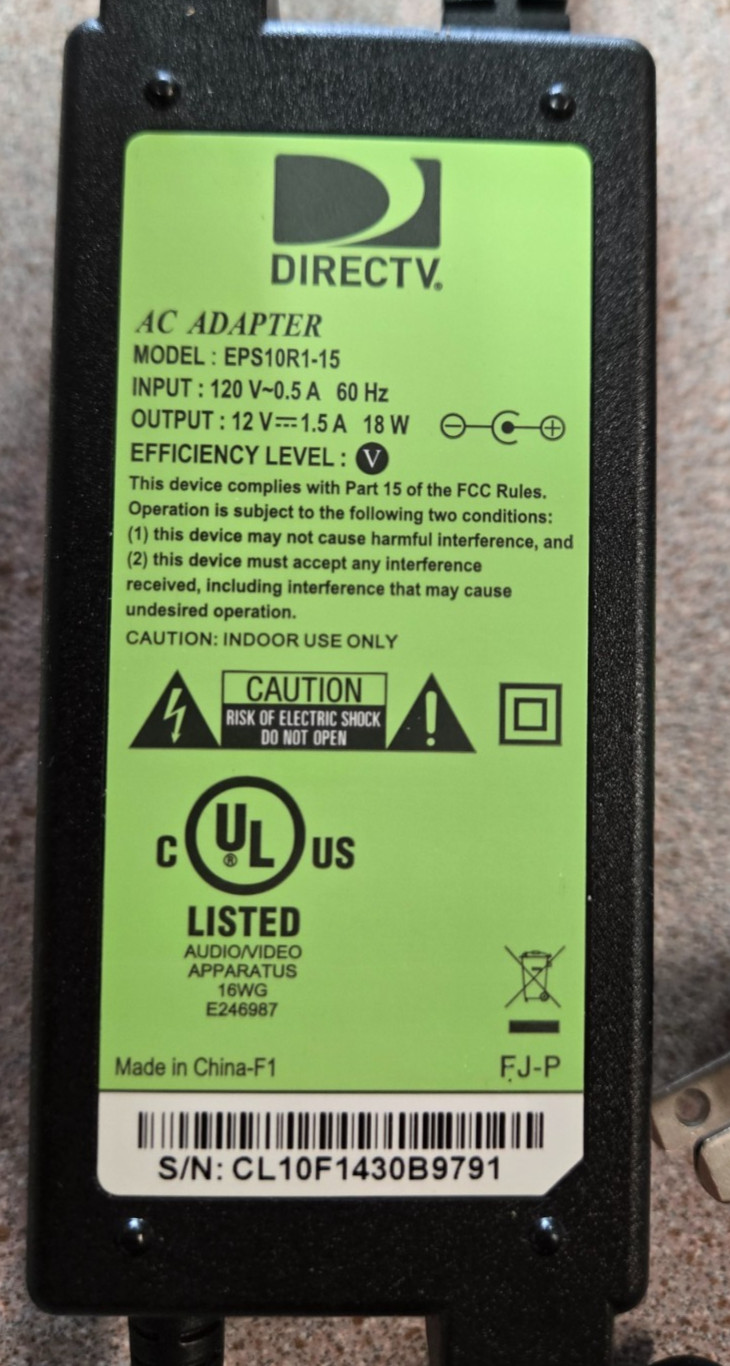 DIRECTV®
AC ADAPTER
MODEL : EPS10R1-15
INPUT : 120 V~0.5 A 60 Hz
OUTPUT : 12 V⎓1.5 A 18 W
EFFICIENCY LEVEL : V
This device complies with Part 15 of the FCC Rules.
Operation is subject to the following two conditions:
(1) this device may not cause harmful interference, and
(2) this device must accept any interference
received, including interference that may cause
undesired operation.
CAUTION: INDOOR USE ONLY
CAUTION
RISK OF ELECTRIC SHOCK
DO NOT OPEN
C UL® US
LISTED
AUDIO/VIDEO
APPARATUS
16WG
E246987
Made in China-F1
FJ-P
S/N: CL10F1430B9791